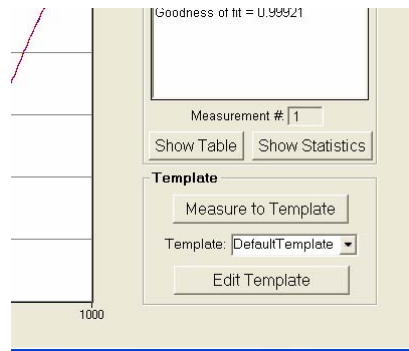 Goodness of fit = 0.99921
Measurement #: 1
Show Table Show Statistics
Template
Measure to Template
Template: DefaultTemplate
Edit Template
1000